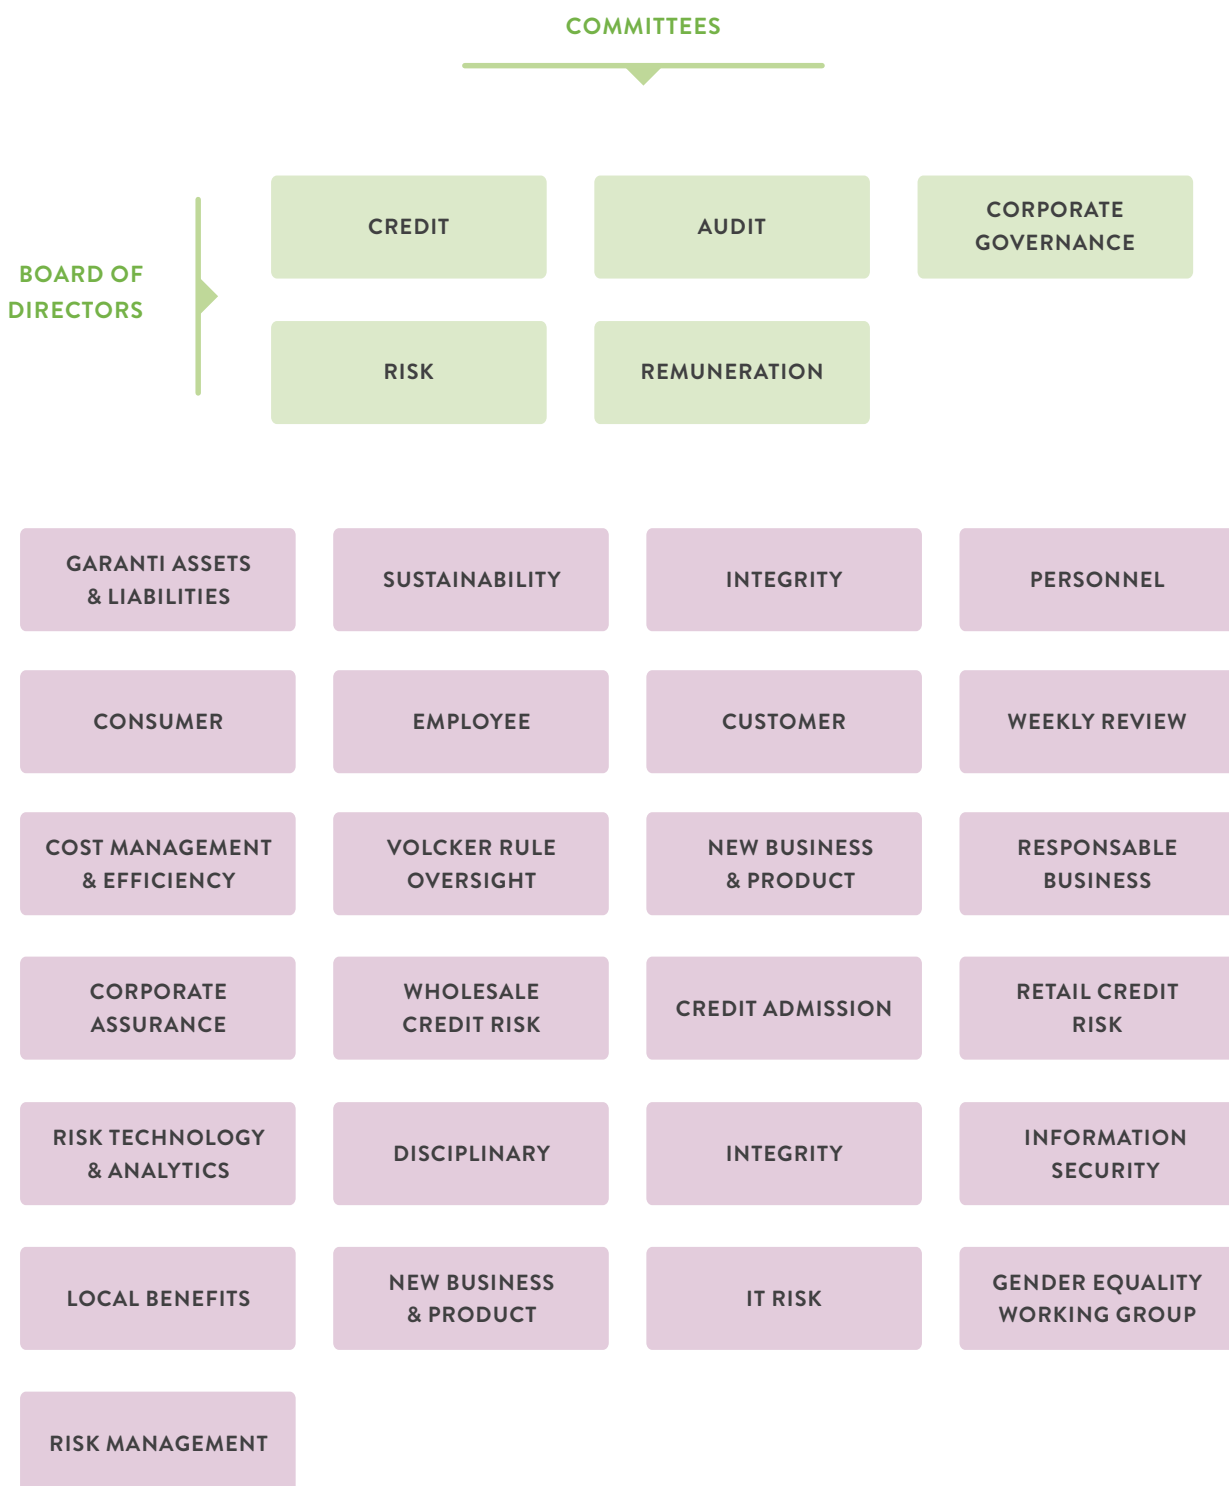 COMMITTEES
BOARD OF
DIRECTORS
CREDIT
AUDIT
CORPORATE
GOVERNANCE
RISK
REMUNERATION
GARANTI ASSETS
& LIABILITIES
SUSTAINABILITY
INTEGRITY
PERSONNEL
CONSUMER
EMPLOYEE
CUSTOMER
WEEKLY REVIEW
COST MANAGEMENT
& EFFICIENCY
VOLCKER RULE
OVERSIGHT
NEW BUSINESS
& PRODUCT
RESPONSABLE
BUSINESS
CORPORATE
ASSURANCE
WHOLESALE
CREDIT RISK
CREDIT ADMISSION
RETAIL CREDIT
RISK
RISK TECHNOLOGY
& ANALYTICS
DISCIPLINARY
INTEGRITY
INFORMATION
SECURITY
LOCAL BENEFITS
NEW BUSINESS
& PRODUCT
IT RISK
GENDER EQUALITY
WORKING GROUP
RISK MANAGEMENT